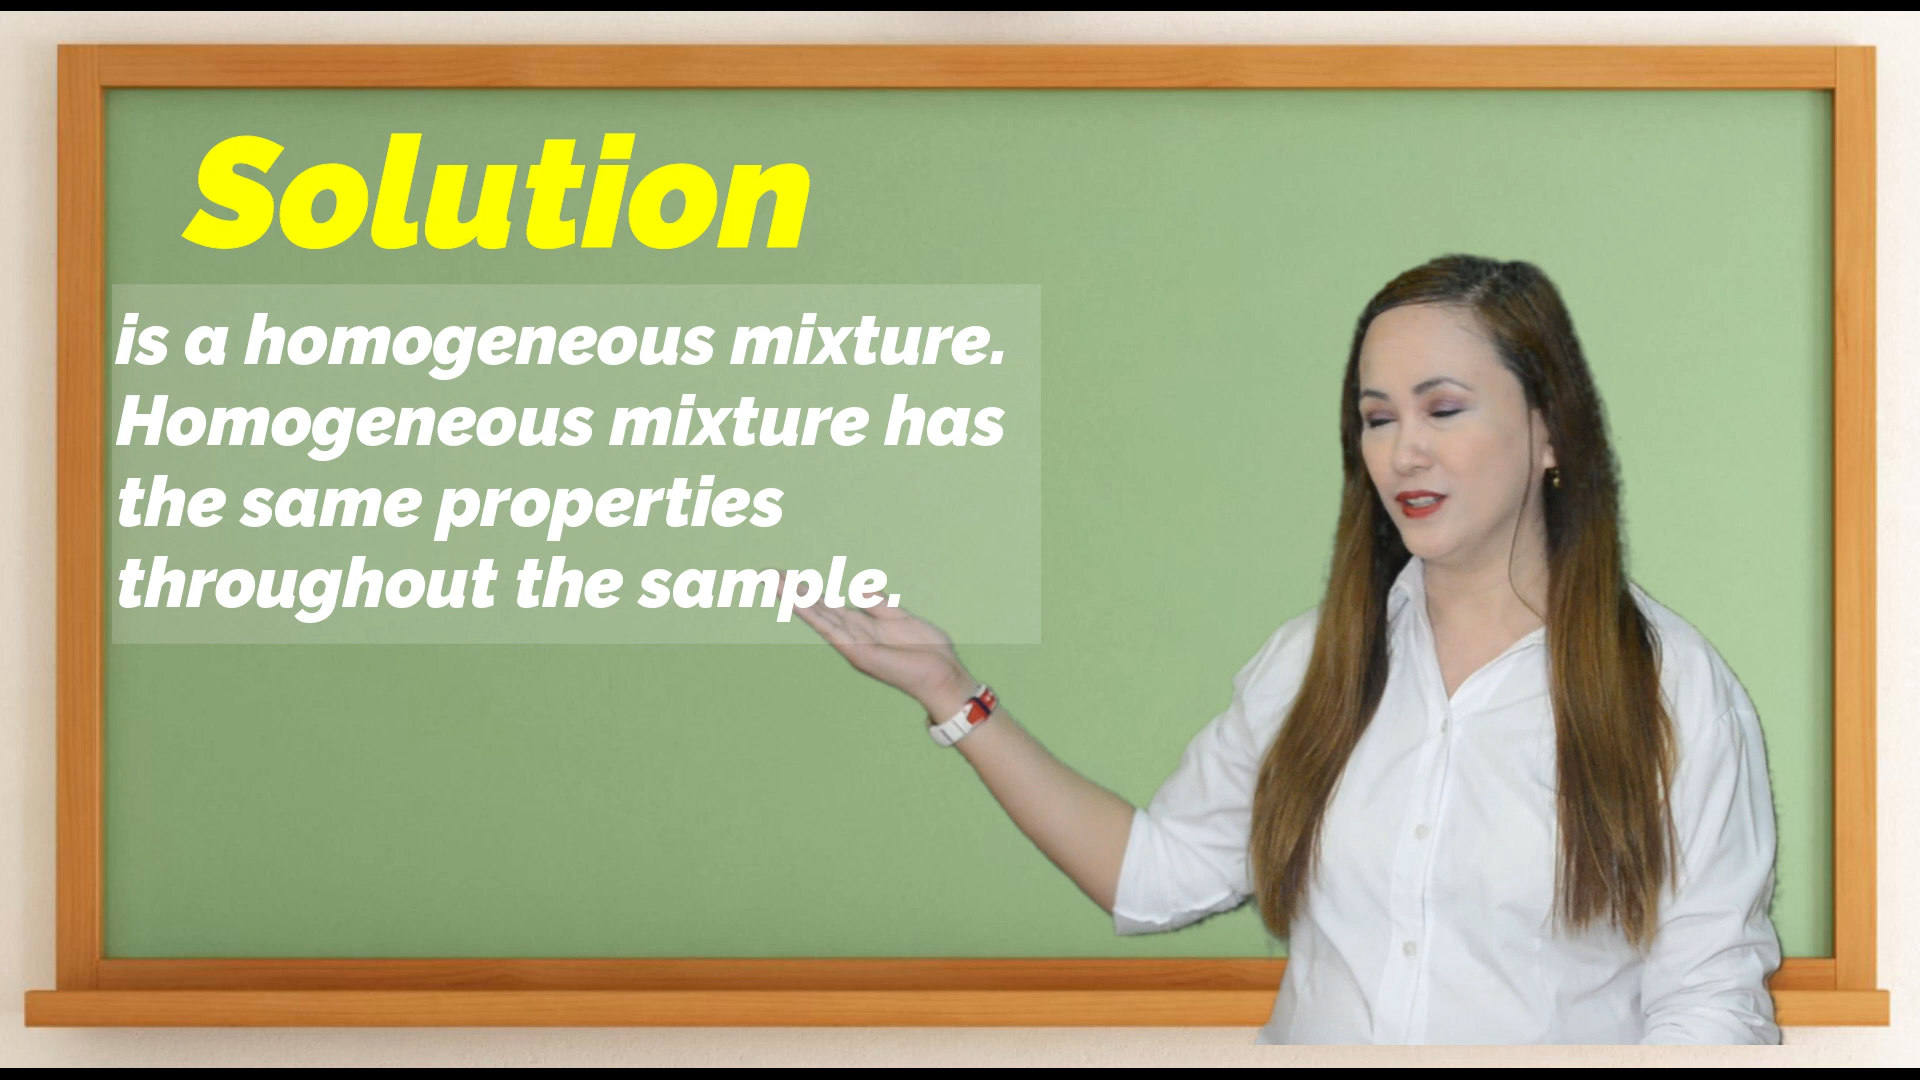 Solution
is a homogeneous mixture.
Homogeneous mixture has
the same properties
throughout the sample.